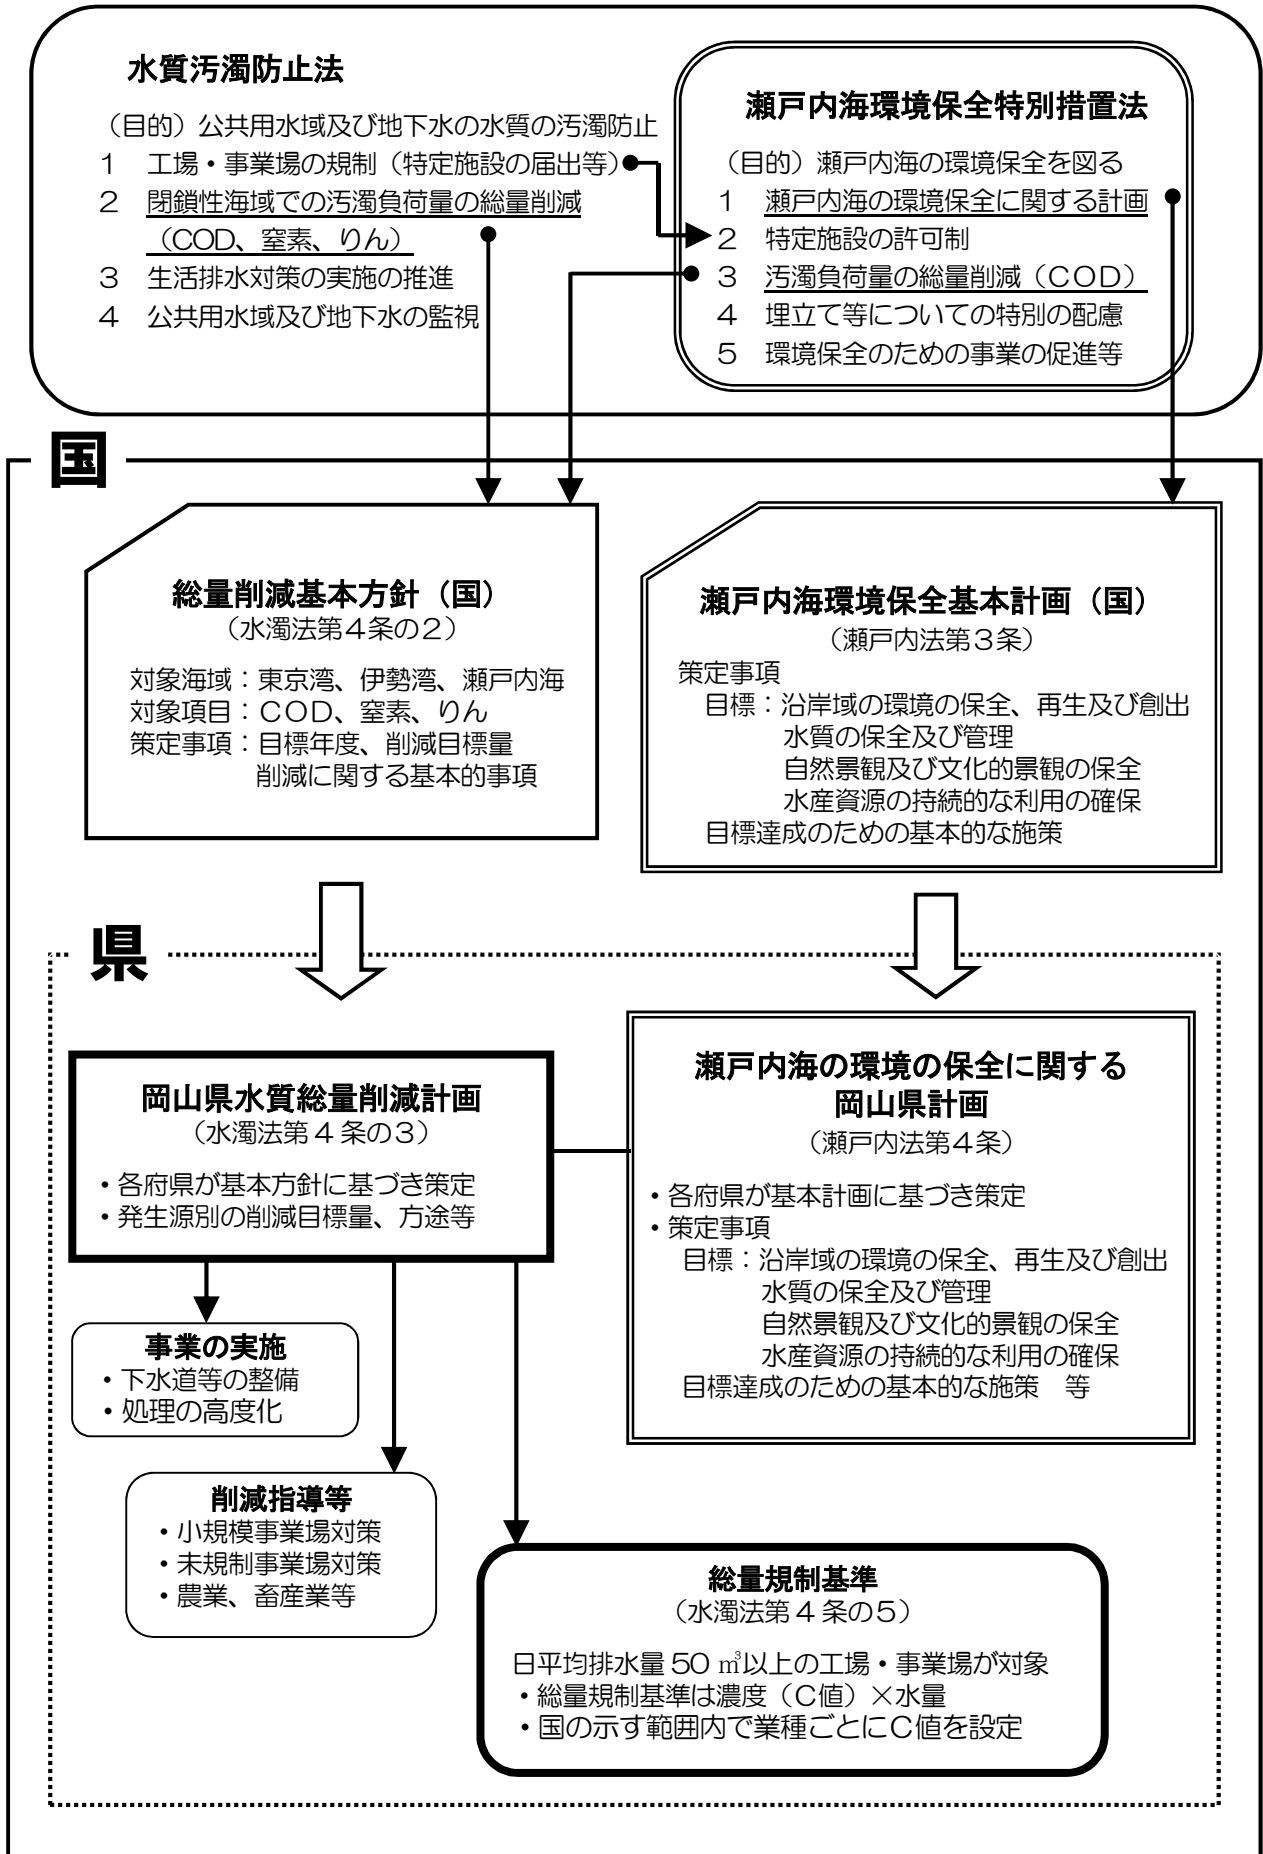 水質汚濁防止法
（目的）公共用水域及び地下水の水質の汚濁防止
１　工場・事業場の規制（特定施設の届出等）
２　閉鎖性海域での汚濁負荷量の総量削減
（COD、窒素、りん）
３　生活排水対策の実施の推進
４　公共用水域及び地下水の監視
瀬戸内海環境保全特別措置法
（目的）瀬戸内海の環境保全を図る
１　瀬戸内海の環境保全に関する計画
２　特定施設の許可制
３　汚濁負荷量の総量削減（ＣＯＤ）
４　埋立て等についての特別の配慮
５　環境保全のための事業の促進等
国
総量削減基本方針（国）
（水濁法第４条の２）
対象海域：東京湾、伊勢湾、瀬戸内海
対象項目：ＣＯＤ、窒素、りん
策定事項：目標年度、削減目標量
削減に関する基本的事項
瀬戸内海環境保全基本計画（国）
（瀬戸内法第３条）
策定事項
目標：沿岸域の環境の保全、再生及び創出
水質の保全及び管理
自然景観及び文化的景観の保全
水産資源の持続的な利用の確保
目標達成のための基本的な施策
県
岡山県水質総量削減計画
（水濁法第４条の３）
・各府県が基本方針に基づき策定
・発生源別の削減目標量、方途等
瀬戸内海の環境の保全に関する
岡山県計画
（瀬戸内法第４条）
・各府県が基本計画に基づき策定
・策定事項
目標：沿岸域の環境の保全、再生及び創出
水質の保全及び管理
自然景観及び文化的景観の保全
水産資源の持続的な利用の確保
目標達成のための基本的な施策　等
事業の実施
・下水道等の整備
・処理の高度化
削減指導等
・小規模事業場対策
・未規制事業場対策
・農業、畜産業等
総量規制基準
（水濁法第４条の５）
日平均排水量 50 ㎥以上の工場・事業場が対象
・総量規制基準は濃度（Ｃ値）×水量
・国の示す範囲内で業種ごとにＣ値を設定